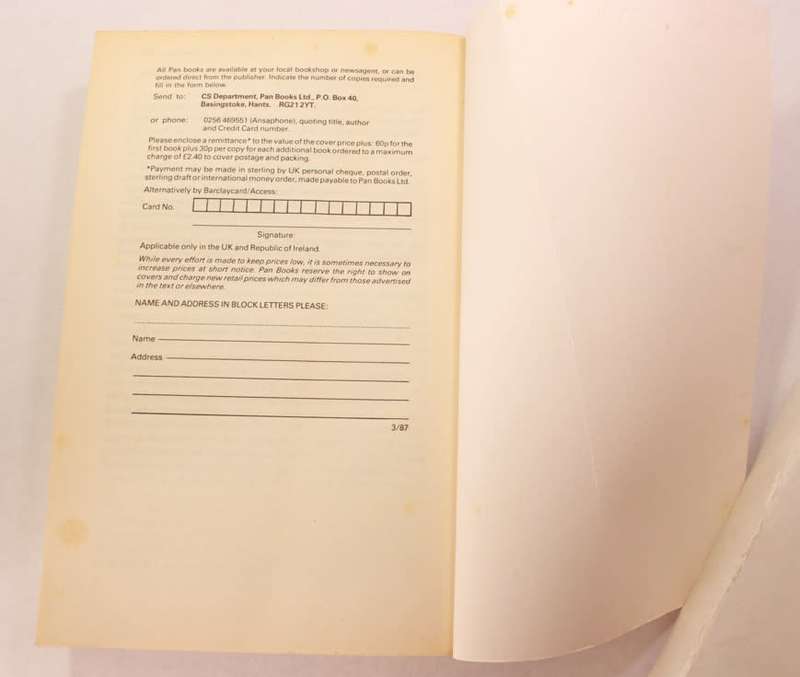 All Pan books are available at your local bookshop or newsagent, or can be
ordered direct from the publisher. Indicate the number of copies required and
fill in the form below.
Send to: CS Department, Pan Books Ltd., P.O. Box 40,
Basingstoke, Hants. RG21 2YT.
or phone: 0256 469551 (Ansaphone), quoting title, author
and Credit Card number.
Please enclose a remittance* to the value of the cover price plus: 60p for the
first book plus 30p per copy for each additional book ordered to a maximum
charge of £2.40 to cover postage and packing.
*Payment may be made in sterling by UK personal cheque, postal order,
sterling draft or international money order, made payable to Pan Books Ltd.
Alternatively by Barclaycard/Access:
Card No.
Signature:
Applicable only in the UK and Republic of Ireland.
While every effort is made to keep prices low, it is sometimes necessary to
increase prices at short notice. Pan Books reserve the right to show on
covers and charge new retail prices which may differ from those advertised
in the text or elsewhere.
NAME AND ADDRESS IN BLOCK LETTERS PLEASE:
Name
Address
3/87